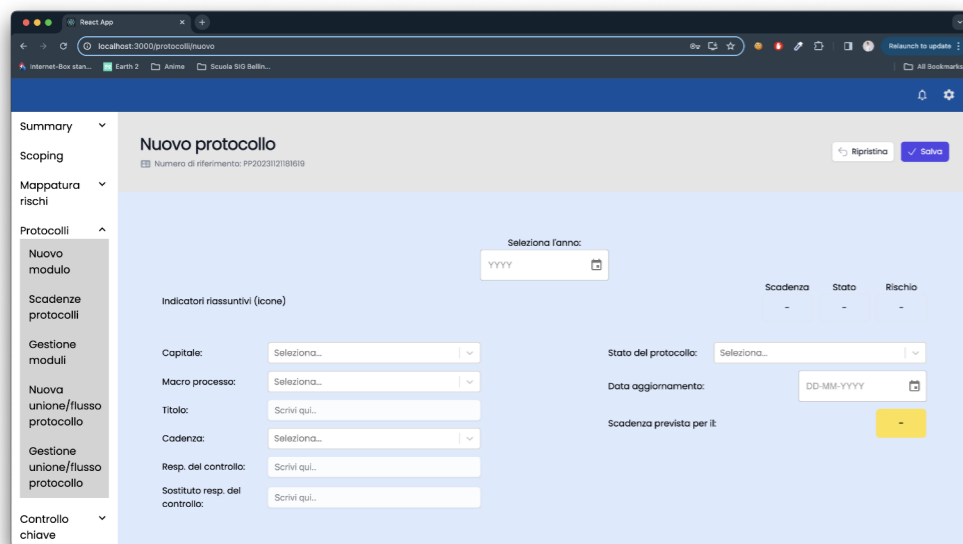 React App
localhost:3000/protocolli/nuovo
Relaunch to update
Internet-Box stan...
Earth 2
Anime
Scuola SIG Bellin...
All Bookmarks
Summary
Scoping
Mappatura
rischi
Protocolli
Nuovo
modulo
Scadenze
protocolli
Gestione
moduli
Nuova
unione/flusso
protocollo
Gestione
unione/flusso
protocollo
Controllo
chiave
Nuovo protocollo
Numero di riferimento: PP20231121181619
Ripristina
Salva
Seleziona l'anno:
YYYY
Indicatori riassuntivi (icone)
Scadenza Stato Rischio
- - -
Capitale: Seleziona...
Macro processo: Seleziona...
Titolo: Scrivi qui..
Cadenza: Seleziona...
Resp. del controllo: Scrivi qui..
Sostituto resp. del
controllo: Scrivi qui..
Stato del protocollo: Seleziona...
Data aggiornamento: DD-MM-YYYY
Scadenza prevista per il: -